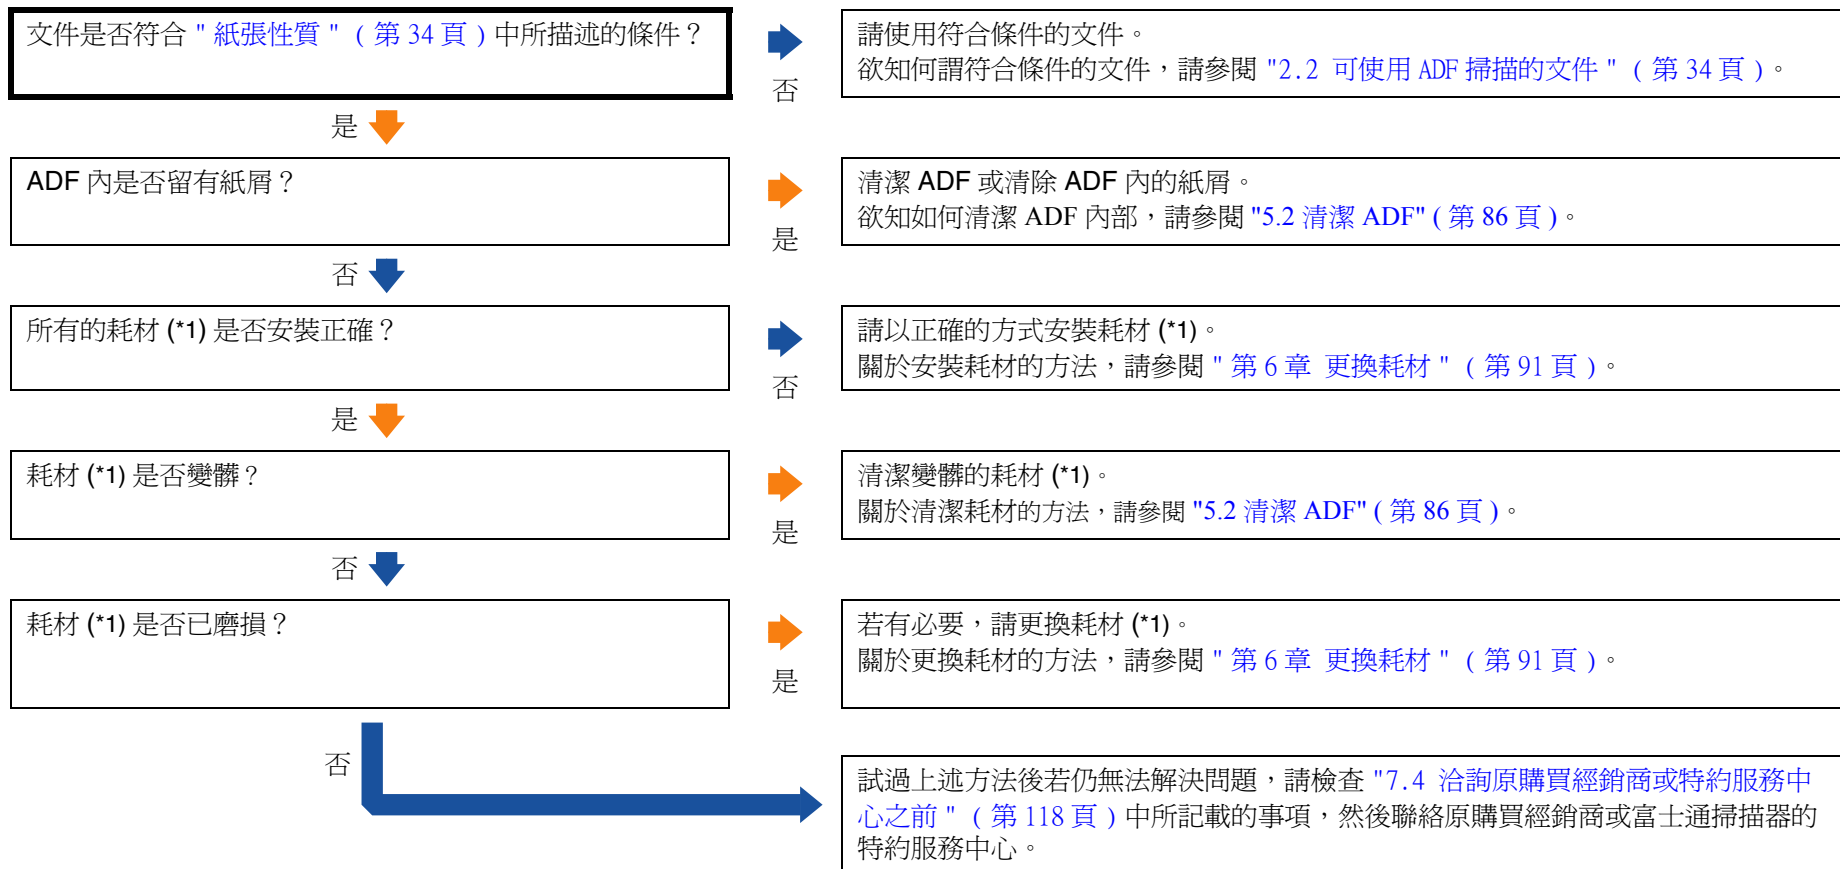 文件是否符合 " 紙張性質 " ( 第 34 頁 ) 中所描述的條件？
否
請使用符合條件的文件。
欲知何謂符合條件的文件，請參閱 "2.2 可使用 ADF 掃描的文件 " ( 第 34 頁 )。
是
ADF 內是否留有紙屑？
是
清潔 ADF 或清除 ADF 內的紙屑。
欲知如何清潔 ADF 內部，請參閱 "5.2 清潔 ADF" ( 第 86 頁 )。
否
所有的耗材 (*1) 是否安裝正確？
否
請以正確的方式安裝耗材 (*1)。
關於安裝耗材的方法，請參閱 " 第 6 章 更換耗材 " ( 第 91 頁 )。
是
耗材 (*1) 是否變髒？
是
清潔變髒的耗材 (*1)。
關於清潔耗材的方法，請參閱 "5.2 清潔 ADF" ( 第 86 頁 )。
否
耗材 (*1) 是否已磨損？
是
若有必要，請更換耗材 (*1)。
關於更換耗材的方法，請參閱 " 第 6 章 更換耗材 " ( 第 91 頁 )。
否
試過上述方法後若仍無法解決問題，請檢查 "7.4 洽詢原購買經銷商或特約服務中
心之前 " ( 第 118 頁 ) 中所記載的事項，然後聯絡原購買經銷商或富士通掃描器的
特約服務中心。